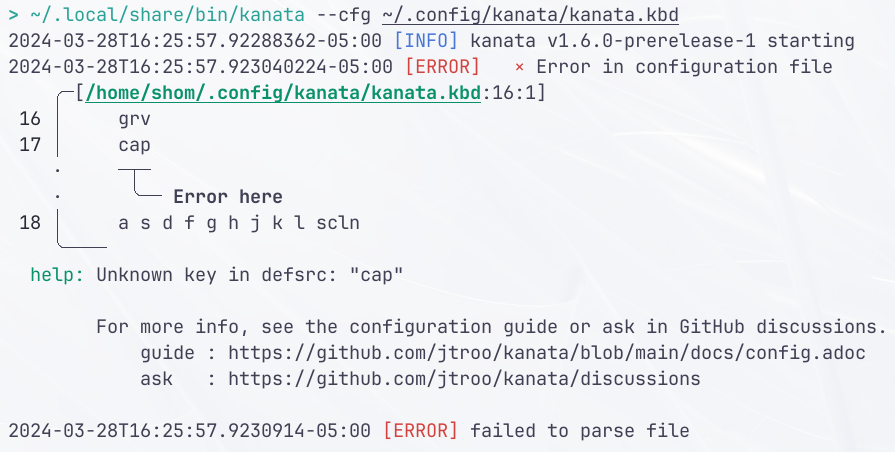 > ~/.local/share/bin/kanata --cfg ~/.config/kanata/kanata.kbd
2024-03-28T16:25:57.92288362-05:00 [INFO] kanata v1.6.0-prerelease-1 starting
2024-03-28T16:25:57.923040224-05:00 [ERROR]   × Error in configuration file
[/home/shom/.config/kanata/kanata.kbd:16:1]
16 grv
17 cap
Error here
18 a s d f g h j k l scln
help: Unknown key in defsrc: "cap"
For more info, see the configuration guide or ask in GitHub discussions.
guide : https://github.com/jtroo/kanata/blob/main/docs/config.adoc
ask   : https://github.com/jtroo/kanata/discussions
2024-03-28T16:25:57.9230914-05:00 [ERROR] failed to parse file